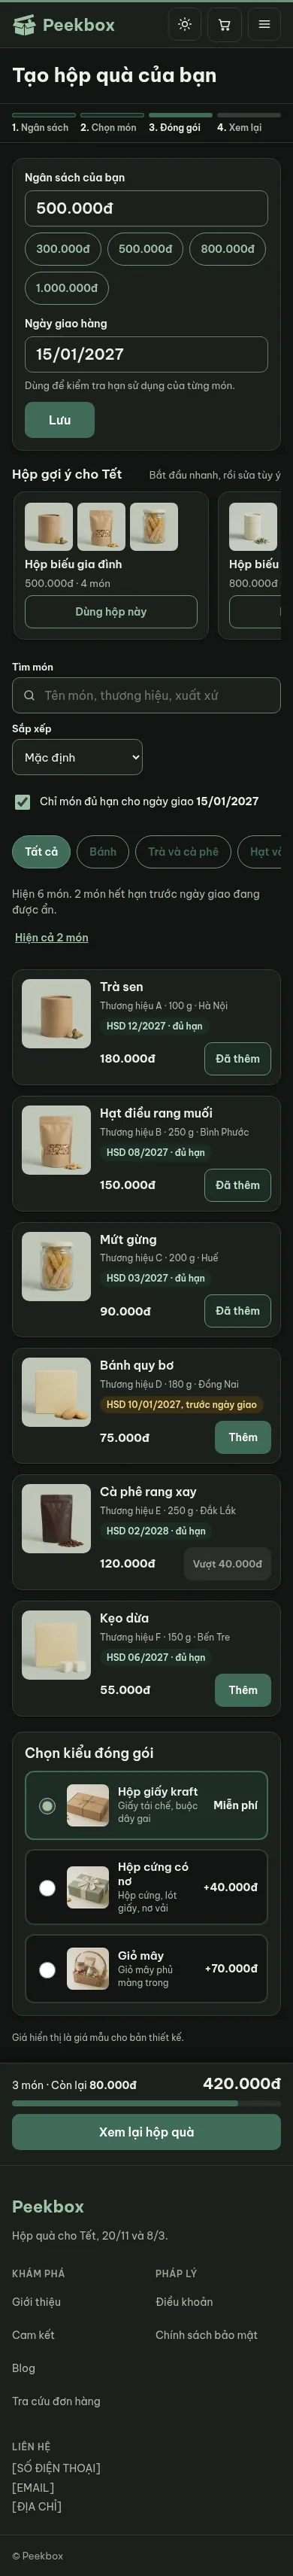 Peekbox
Tạo hộp quà của bạn
1. Ngân sách
2. Chọn món
3. Đóng gói
4. Xem lại
Ngân sách của bạn
500.000đ
300.000đ
500.000đ
800.000đ
1.000.000đ
Ngày giao hàng
15/01/2027
Dùng để kiểm tra hạn sử dụng của từng món.
Lưu
Hộp gợi ý cho Tết
Bắt đầu nhanh, rồi sửa tùy ý
Hộp biếu gia đình
500.000đ · 4 món
Dùng hộp này
Hộp biếu
800.000đ
Tìm món
Tên món, thương hiệu, xuất xứ
Sắp xếp
Mặc định
Chỉ món đủ hạn cho ngày giao 15/01/2027
Tất cả
Bánh
Trà và cà phê
Hạt và
Hiện 6 món. 2 món hết hạn trước ngày giao đang
được ẩn.
Hiện cả 2 món
Trà sen
Thương hiệu A · 100 g · Hà Nội
HSD 12/2027 · đủ hạn
180.000đ
Đã thêm
Hạt điều rang muối
Thương hiệu B · 250 g · Bình Phước
HSD 08/2027 · đủ hạn
150.000đ
Đã thêm
Mứt gừng
Thương hiệu C · 200 g · Huế
HSD 03/2027 · đủ hạn
90.000đ
Đã thêm
Bánh quy bơ
Thương hiệu D · 180 g · Đồng Nai
HSD 10/01/2027, trước ngày giao
75.000đ
Thêm
Cà phê rang xay
Thương hiệu E · 250 g · Đắk Lắk
HSD 02/2028 · đủ hạn
120.000đ
Vượt 40.000đ
Kẹo dừa
Thương hiệu F · 150 g · Bến Tre
HSD 06/2027 · đủ hạn
55.000đ
Thêm
Chọn kiểu đóng gói
Hộp giấy kraft
Giấy tái chế, buộc
dây gai
Miễn phí
Hộp cứng có
nơ
Hộp cứng, lót
giấy, nơ vải
+40.000đ
Giỏ mây
Giỏ mây phủ
màng trong
+70.000đ
Giá hiển thị là giá mẫu cho bản thiết kế.
3 món · Còn lại 80.000đ
420.000đ
Xem lại hộp quà
Peekbox
Hộp quà cho Tết, 20/11 và 8/3.
KHÁM PHÁ
Giới thiệu
Cam kết
Blog
Tra cứu đơn hàng
PHÁP LÝ
Điều khoản
Chính sách bảo mật
LIÊN HỆ
[SỐ ĐIỆN THOẠI]
[EMAIL]
[ĐỊA CHỈ]
© Peekbox